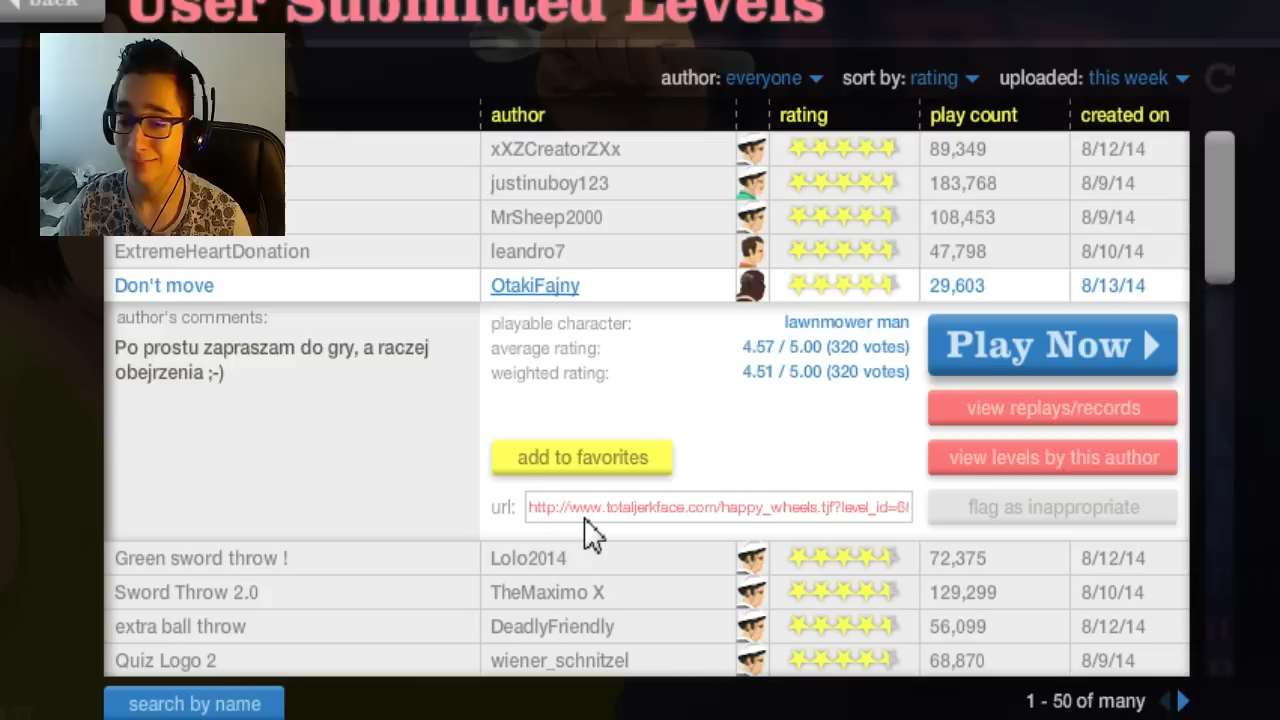 back
User Submitted Levels
author: everyone sort by: rating uploaded: this week
author rating play count created on
xXZCreatorZXx 89,349 8/12/14
justinuboy123 183,768 8/9/14
MrSheep2000 108,453 8/9/14
ExtremeHeartDonation leandro7 47,798 8/10/14
Don't move OtakiFajny 29,603 8/13/14
author's comments:
Po prostu zapraszam do gry, a raczej
obejrzenia ;-)
playable character: lawnmower man
average rating: 4.57 / 5.00 (320 votes)
weighted rating: 4.51 / 5.00 (320 votes)
add to favorites
url: http://www.totaljerkface.com/happy_wheels.tjf?level_id=6
Play Now
view replays/records
view levels by this author
flag as inappropriate
Green sword throw ! Lolo2014 72,375 8/12/14
Sword Throw 2.0 TheMaximo X 129,299 8/10/14
extra ball throw DeadlyFriendly 56,099 8/12/14
Quiz Logo 2 wiener_schnitzel 68,870 8/9/14
search by name
1 - 50 of many